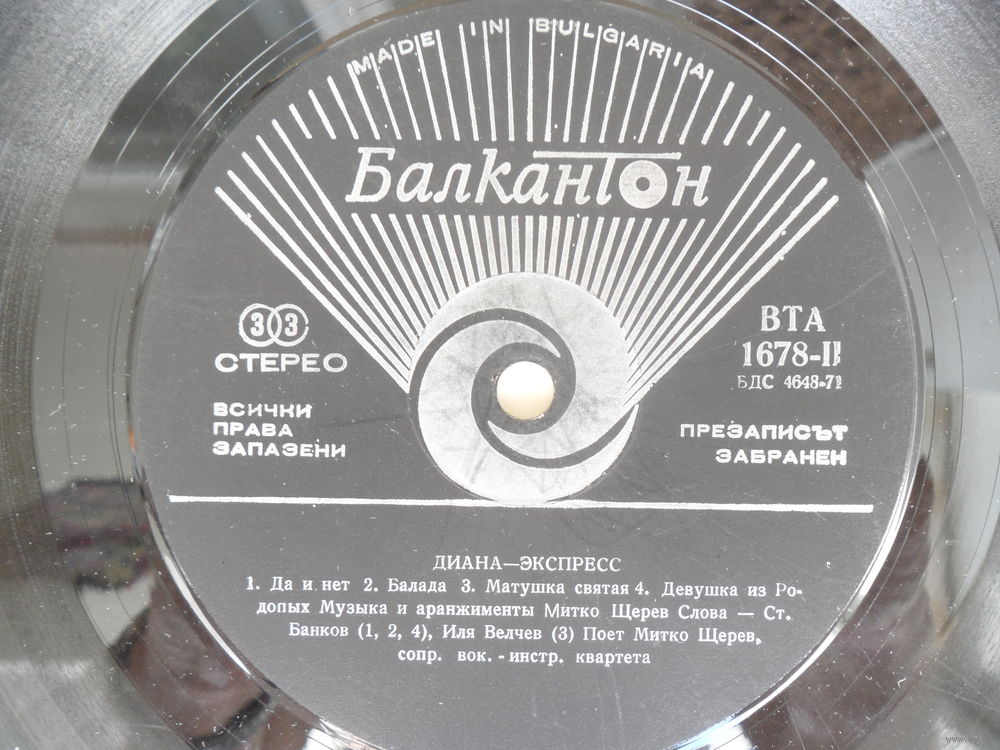 MADE IN BULGARIA
Балкантон
33
СТЕРЕО
ВСИЧКИ
ПРАВА
ЗАПАЗЕНИ
ВТА
1678-II
БДС 4648-71
ПРЕЗАПИСЪТ
ЗАБРАНЕН
ДИАНА—ЭКСПРЕСС
1. Да и нет 2. Балада 3. Матушка святая 4. Девушка из Ро-
допых Музыка и аранжименты Митко Щерев Слова — Ст.
Банков (1, 2, 4), Иля Велчев (3) Поет Митко Щерев,
сопр. вок. - инстр. квартета